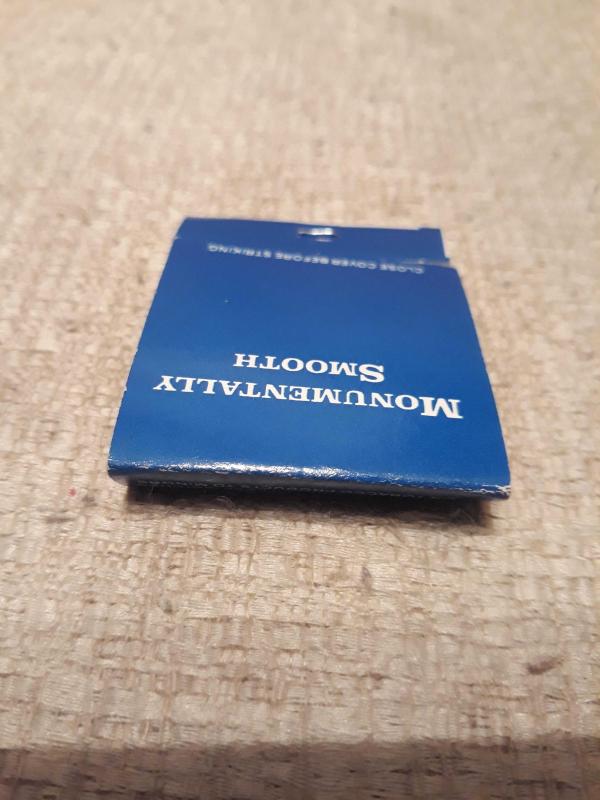 MONUMENTALLY
SMOOTH
CLOSE COVER BEFORE STRIKING